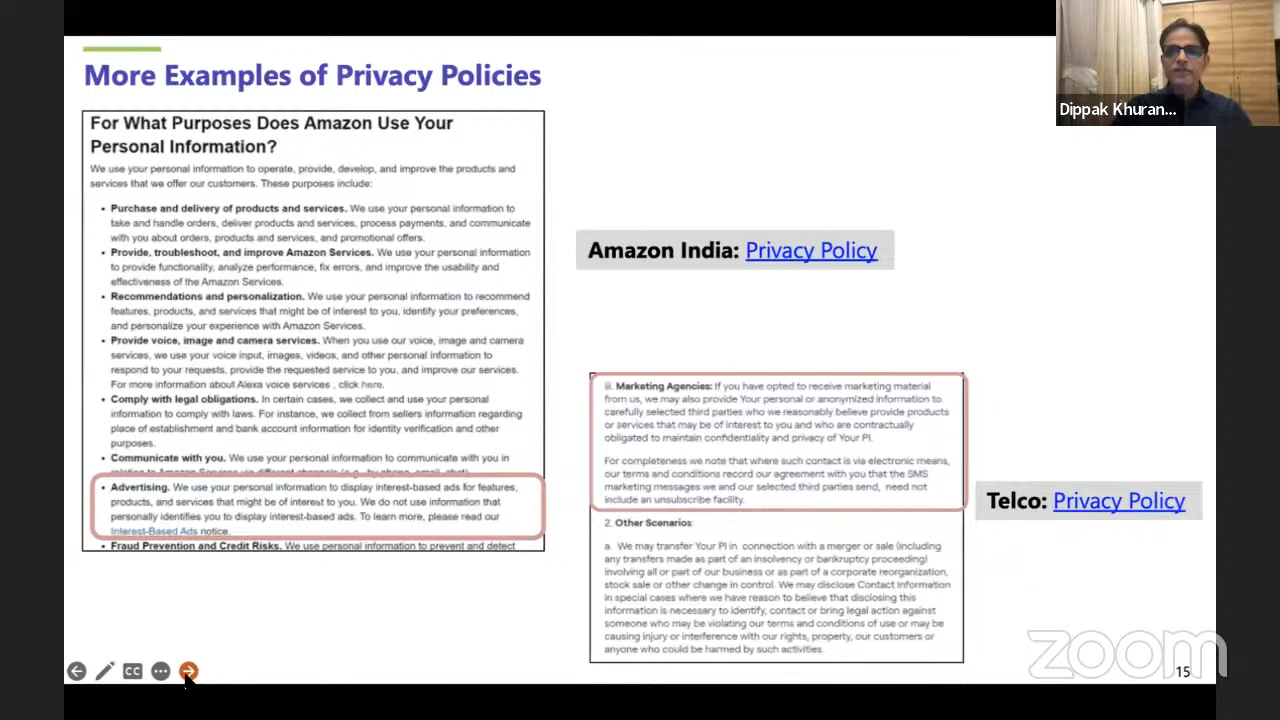 More Examples of Privacy Policies
Dippak Khuran...
For What Purposes Does Amazon Use Your
Personal Information?
We use your personal information to operate, provide, develop, and improve the products and
services that we offer our customers. These purposes include:
• Purchase and delivery of products and services. We use your personal information to
take and handle orders, deliver products and services, process payments, and communicate
with you about orders, products and services, and promotional offers.
• Provide, troubleshoot, and improve Amazon Services. We use your personal information
to provide functionality, analyze performance, fix errors, and improve the usability and
effectiveness of the Amazon Services.
• Recommendations and personalization. We use your personal information to recommend
features, products, and services that might be of interest to you, identify your preferences,
and personalize your experience with Amazon Services.
• Provide voice, image and camera services. When you use our voice, image and camera
services, we use your voice input, images, videos, and other personal information to
respond to your requests, provide the requested service to you, and improve our services.
For more information about Alexa voice services , click here.
• Comply with legal obligations. In certain cases, we collect and use your personal
information to comply with laws. For instance, we collect from sellers information regarding
place of establishment and bank account information for identity verification and other
purposes.
• Communicate with you. We use your personal information to communicate with you in
relation to Amazon Services via different channels (e.g., by phone, email, chat).
• Advertising. We use your personal information to display interest-based ads for features,
products, and services that might be of interest to you. We do not use information that
personally identifies you to display interest-based ads. To learn more, please read our
Interest-Based Ads notice.
• Fraud Prevention and Credit Risks. We use personal information to prevent and detect
Amazon India: Privacy Policy
iii. Marketing Agencies: If you have opted to receive marketing material
from us, we may also provide Your personal or anonymized information to
carefully selected third parties who we reasonably believe provide products
or services that may be of interest to you and who are contractually
obligated to maintain confidentiality and privacy of Your PI.
For completeness we note that where such contact is via electronic means,
our terms and conditions record our agreement with you that the SMS
marketing messages we and our selected third parties send, need not
include an unsubscribe facility.
2. Other Scenarios:
a. We may transfer Your PI in connection with a merger or sale (including
any transfers made as part of an insolvency or bankruptcy proceeding)
involving all or part of our business or as part of a corporate reorganization,
stock sale or other change in control. We may disclose Contact Information
in special cases where we have reason to believe that disclosing this
information is necessary to identify, contact or bring legal action against
someone who may be violating our terms and conditions of use or may be
causing injury or interference with our rights, property, our customers or
anyone who could be harmed by such activities.
Telco: Privacy Policy
CC
zoom
15